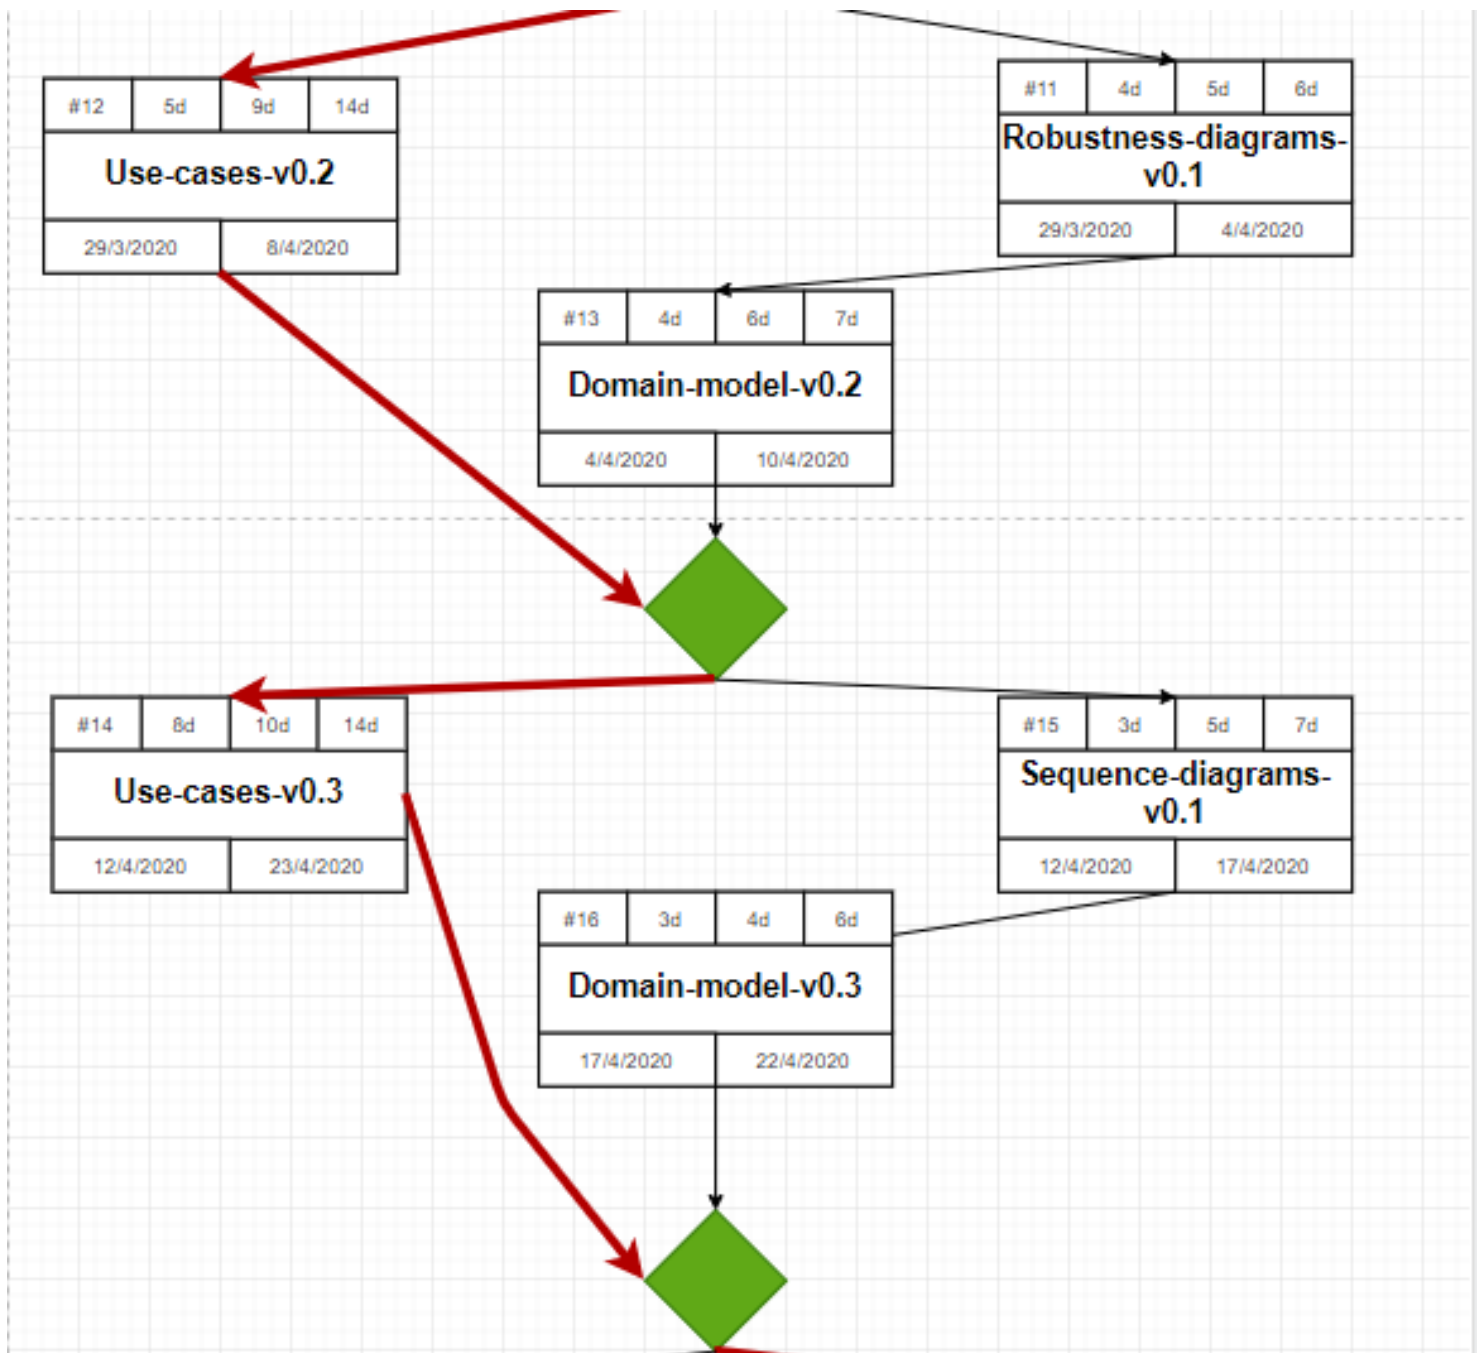 #12 5d 9d 14d
Use-cases-v0.2
29/3/2020 8/4/2020
#11 4d 5d 6d
Robustness-diagrams-
v0.1
29/3/2020 4/4/2020
#13 4d 6d 7d
Domain-model-v0.2
4/4/2020 10/4/2020
#14 8d 10d 14d
Use-cases-v0.3
12/4/2020 23/4/2020
#15 3d 5d 7d
Sequence-diagrams-
v0.1
12/4/2020 17/4/2020
#16 3d 4d 6d
Domain-model-v0.3
17/4/2020 22/4/2020